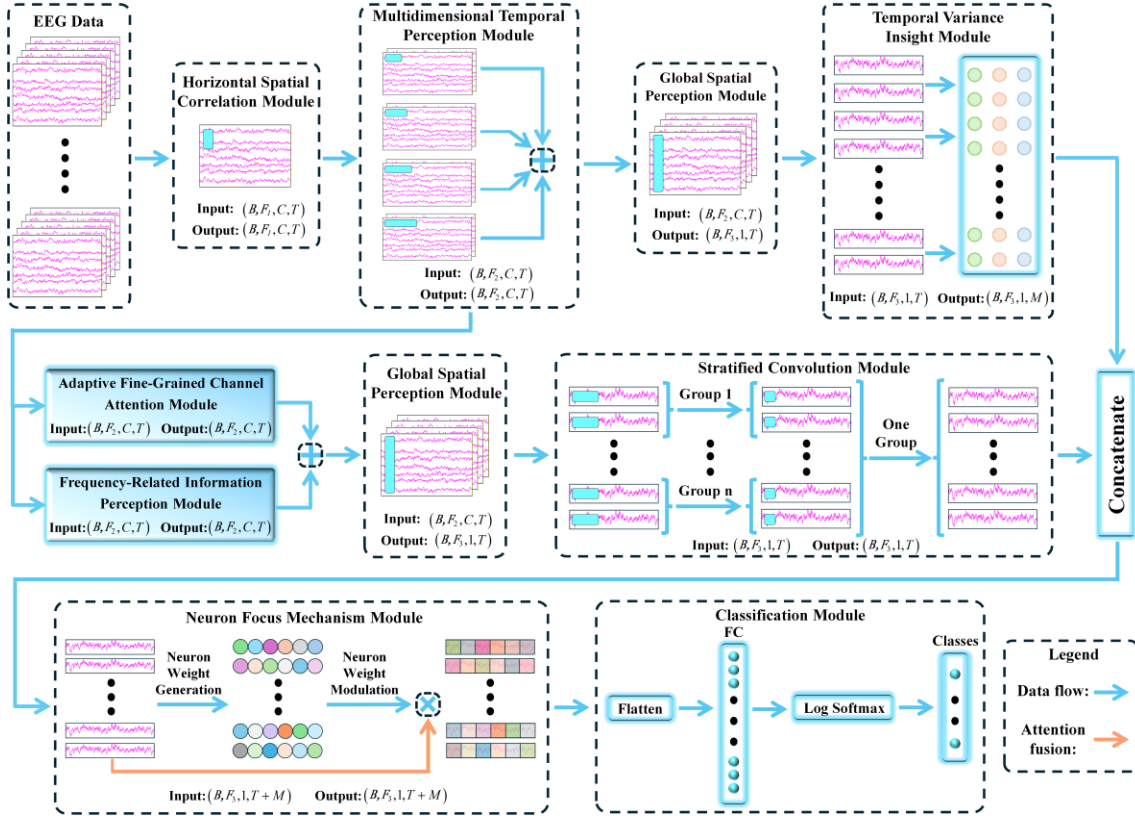 EEG Data
Horizontal Spatial
Correlation Module
Input: (B,F₁,C,T)
Output: (B,F₁,C,T)
Multidimensional Temporal
Perception Module
Input: (B,F₂,C,T)
Output: (B,F₂,C,T)
Global Spatial
Perception Module
Input: (B,F₂,C,T)
Output: (B,F₃,1,T)
Temporal Variance
Insight Module
Input: (B,F₃,1,T) Output: (B,F₃,1,M)
Adaptive Fine-Grained Channel
Attention Module
Input:(B,F₂,C,T) Output:(B,F₂,C,T)
Frequency-Related Information
Perception Module
Input:(B,F₂,C,T) Output:(B,F₂,C,T)
Global Spatial
Perception Module
Input: (B,F₂,C,T)
Output: (B,F₃,1,T)
Stratified Convolution Module
Group 1
Group n
One
Group
Input: (B,F₃,1,T) Output: (B,F₃,1,T)
Concatenate
Neuron Focus Mechanism Module
Neuron
Weight
Generation
Neuron
Weight
Modulation
Input:(B,F₃,1,T+M) Output:(B,F₃,1,T+M)
Classification Module
Flatten
FC
Log Softmax
Classes
Legend
Data flow:
Attention
fusion: